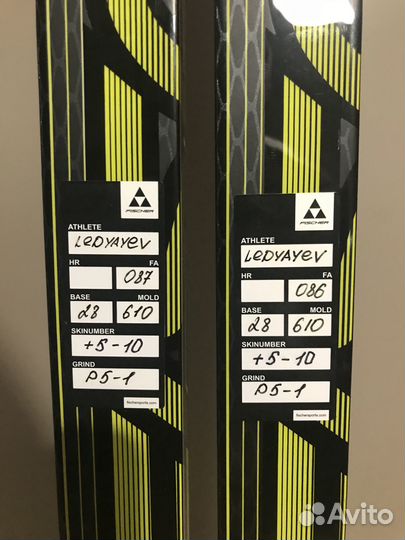 FISCHER
ATHLETE
LEDYAYEV
HR FA
087
BASE MOLD
28 610
SKINUMBER
+5-10
GRIND
P5-1
fischersports.com
FISCHER
ATHLETE
LEDYAYEV
HR FA
086
BASE MOLD
28 610
SKINUMBER
+5-10
GRIND
P5-1
fischersports.com
Avito